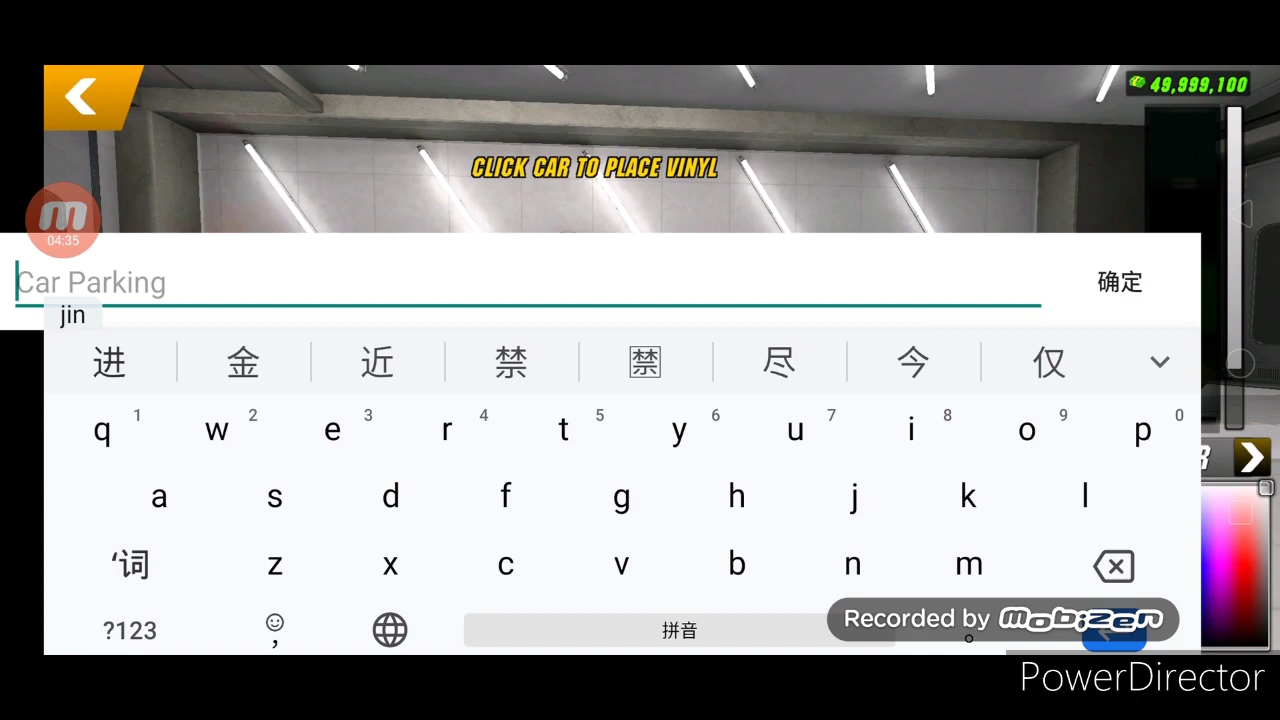 49,999,100
CLICK CAR TO PLACE VINYL
04:35
Car Parking
确定
jin
进 金 近 禁 🈲 尽 今 仅
1 2 3 4 5 6 7 8 9 0
q w e r t y u i o p
R
a s d f g h j k l
'词 z x c v b n m
?123 , 拼音 。
Recorded by mobizen
PowerDirector